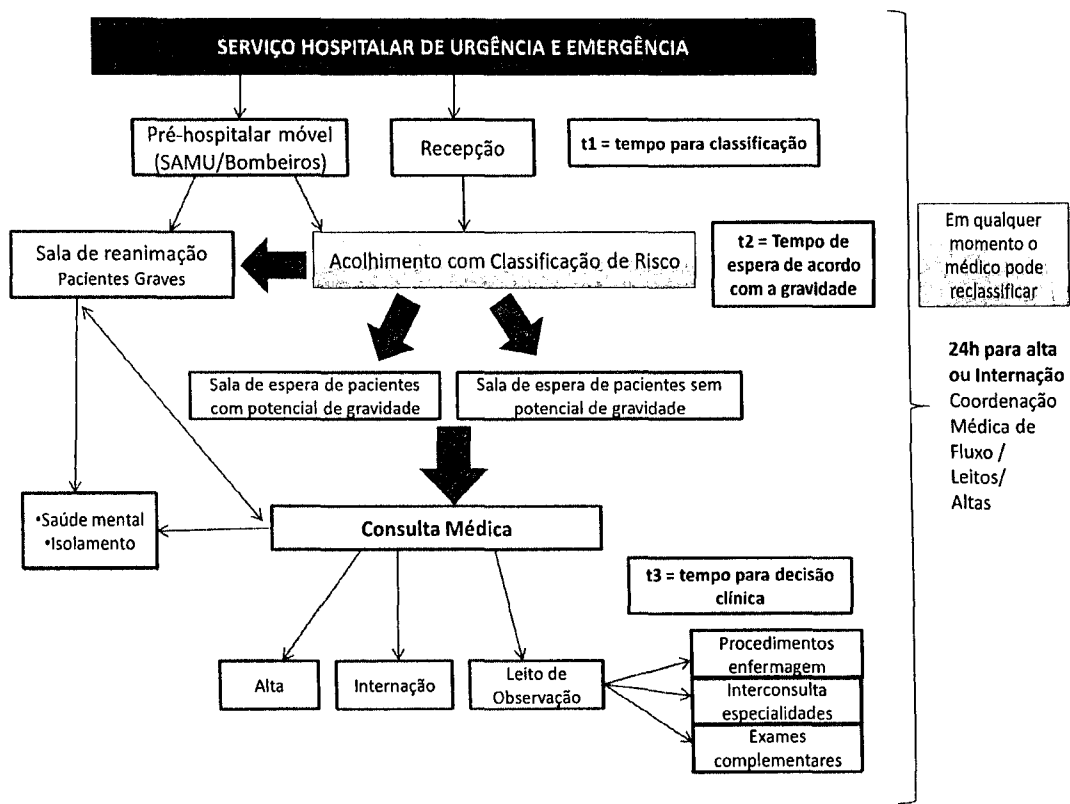 SERVIÇO HOSPITALAR DE URGÊNCIA E EMERGÊNCIA
Pré-hospitalar móvel
(SAMU/Bombeiros)
Recepção
t1 = tempo para classificação
Sala de reanimação
Pacientes Graves
Acolhimento com Classificação de Risco
t2 = Tempo de
espera de acordo
com a gravidade
Em qualquer
momento o
médico pode
reclassificar
Sala de espera de pacientes
com potencial de gravidade
Sala de espera de pacientes sem
potencial de gravidade
24h para alta
ou Internação
Coordenação
Médica de
Fluxo /
Leitos/
Altas
•Saúde mental
•Isolamento
Consulta Médica
t3 = tempo para decisão
clínica
Alta
Internação
Leito de
Observação
Procedimentos
enfermagem
Interconsulta
especialidades
Exames
complementares